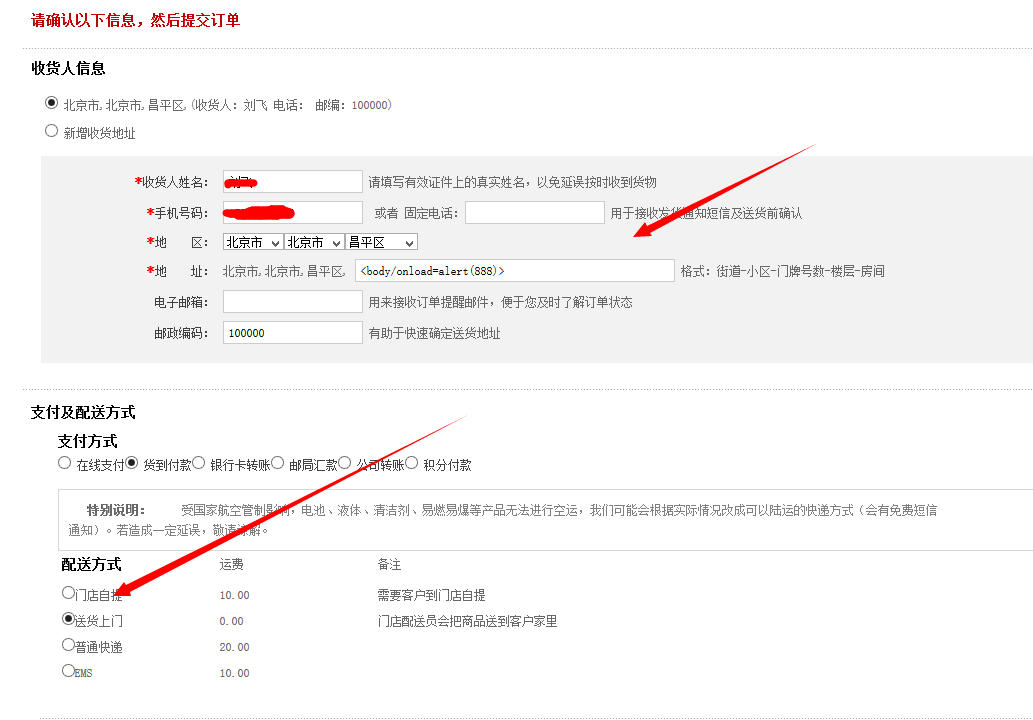 请确认以下信息，然后提交订单
收货人信息
北京市,北京市,昌平区,(收货人: 刘飞 电话: 邮编: 100000)
新增收货地址
*收货人姓名: 请填写有效证件上的真实姓名，以免延误按时收到货物
*手机号码: 或者 固定电话: 用于接收发货通知短信及送货前确认
*地 区: 北京市 北京市 昌平区
*地 址: 北京市,北京市,昌平区, <body/onload=alert(888)> 格式: 街道-小区-门牌号数-楼层-房间
电子邮箱: 用来接收订单提醒邮件，便于您及时了解订单状态
邮政编码: 100000 有助于快速确定送货地址
支付及配送方式
支付方式
在线支付 货到付款 银行卡转账 邮局汇款 公司转账 积分付款
特别说明: 受国家航空管制影响，电池、液体、清洁剂、易燃易爆等产品无法进行空运，我们可能会根据实际情况改成可以陆运的快递方式（会有免费短信
通知）。若造成一定延误，敬请谅解。
配送方式 运费 备注
门店自提 10.00 需要客户到门店自提
送货上门 0.00 门店配送员会把商品送到客户家里
普通快递 20.00
EMS 10.00